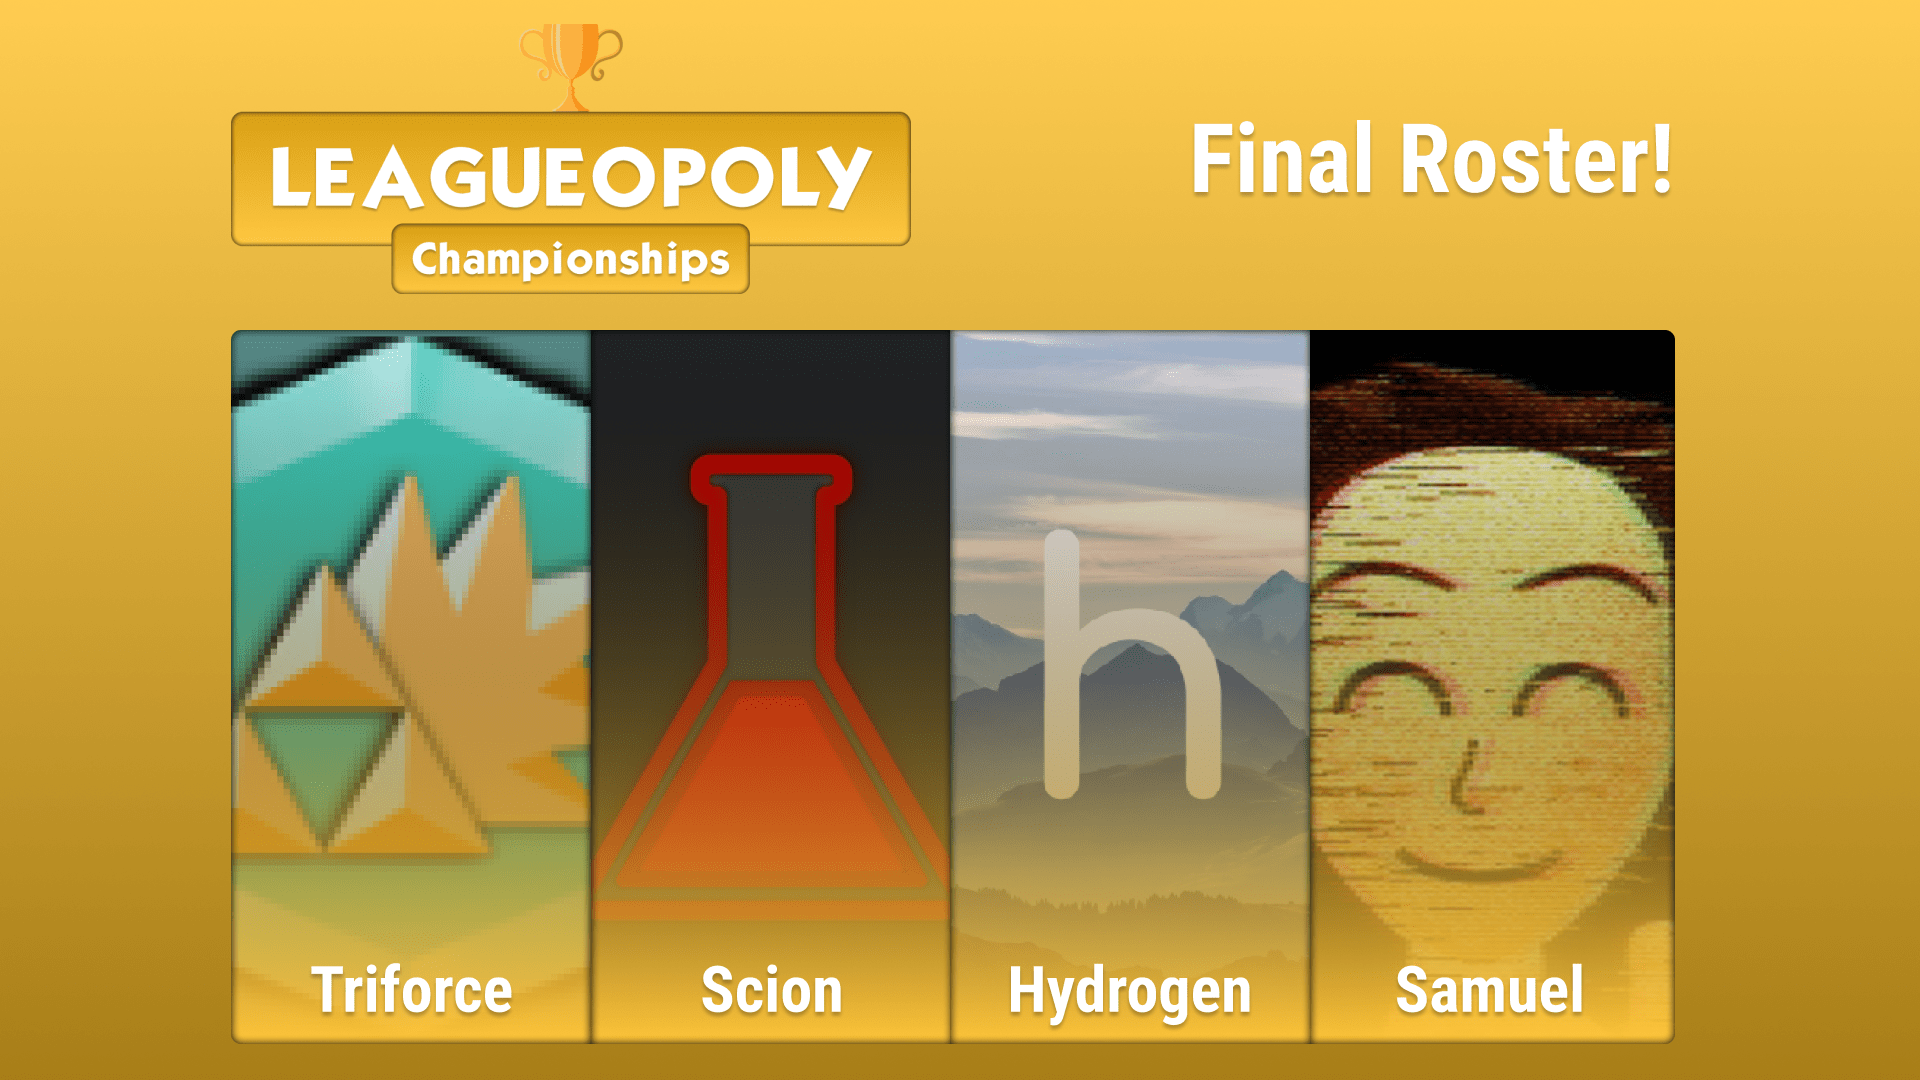 LEAGUEOPOLY
Championships
Final Roster!
h
Triforce
Scion
Hydrogen
Samuel